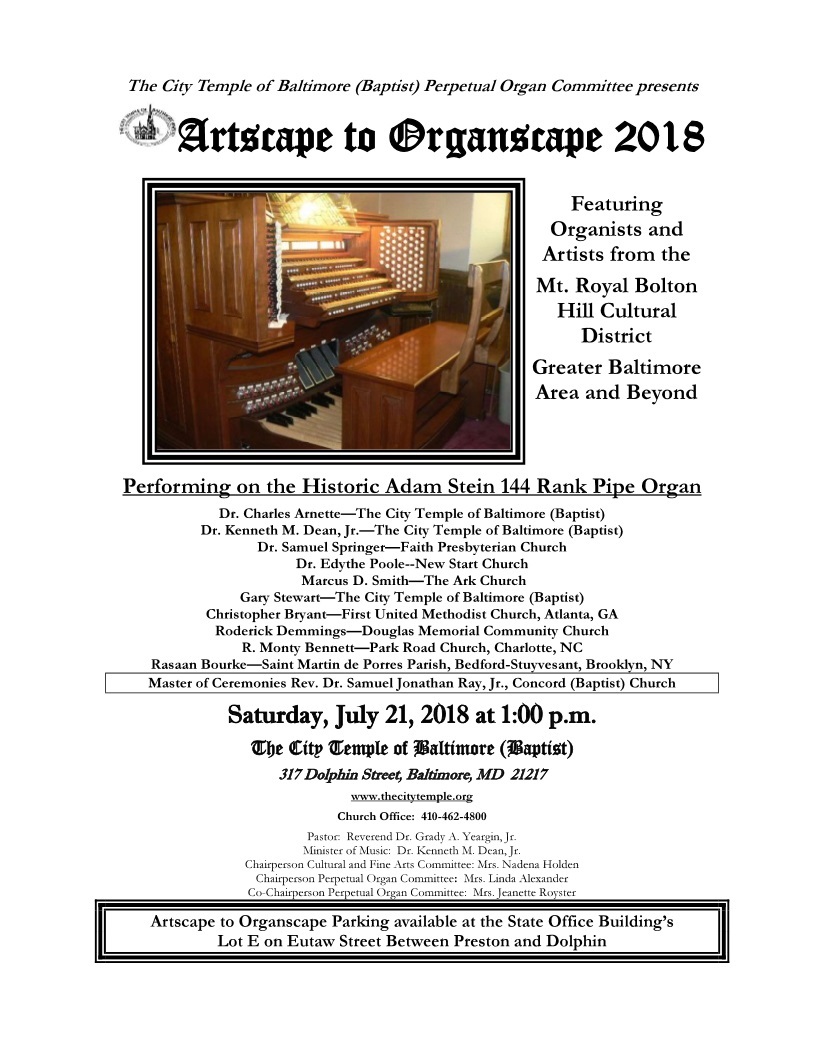 The City Temple of Baltimore (Baptist) Perpetual Organ Committee presents
Artscape to Organscape 2018
Featuring
Organists and
Artists from the
Mt. Royal Bolton
Hill Cultural
District
Greater Baltimore
Area and Beyond
Performing on the Historic Adam Stein 144 Rank Pipe Organ
Dr. Charles Arnette—The City Temple of Baltimore (Baptist)
Dr. Kenneth M. Dean, Jr.—The City Temple of Baltimore (Baptist)
Dr. Samuel Springer—Faith Presbyterian Church
Dr. Edythe Poole--New Start Church
Marcus D. Smith—The Ark Church
Gary Stewart—The City Temple of Baltimore (Baptist)
Christopher Bryant—First United Methodist Church, Atlanta, GA
Roderick Demmings—Douglas Memorial Community Church
R. Monty Bennett—Park Road Church, Charlotte, NC
Rasaan Bourke—Saint Martin de Porres Parish, Bedford-Stuyvesant, Brooklyn, NY
Master of Ceremonies Rev. Dr. Samuel Jonathan Ray, Jr., Concord (Baptist) Church
Saturday, July 21, 2018 at 1:00 p.m.
The City Temple of Baltimore (Baptist)
317 Dolphin Street, Baltimore, MD 21217
www.thecitytemple.org
Church Office: 410-462-4800
Pastor: Reverend Dr. Grady A. Yeargin, Jr.
Minister of Music: Dr. Kenneth M. Dean, Jr.
Chairperson Cultural and Fine Arts Committee: Mrs. Nadena Holden
Chairperson Perpetual Organ Committee: Mrs. Linda Alexander
Co-Chairperson Perpetual Organ Committee: Mrs. Jeanette Royster
Artscape to Organscape Parking available at the State Office Building's
Lot E on Eutaw Street Between Preston and Dolphin